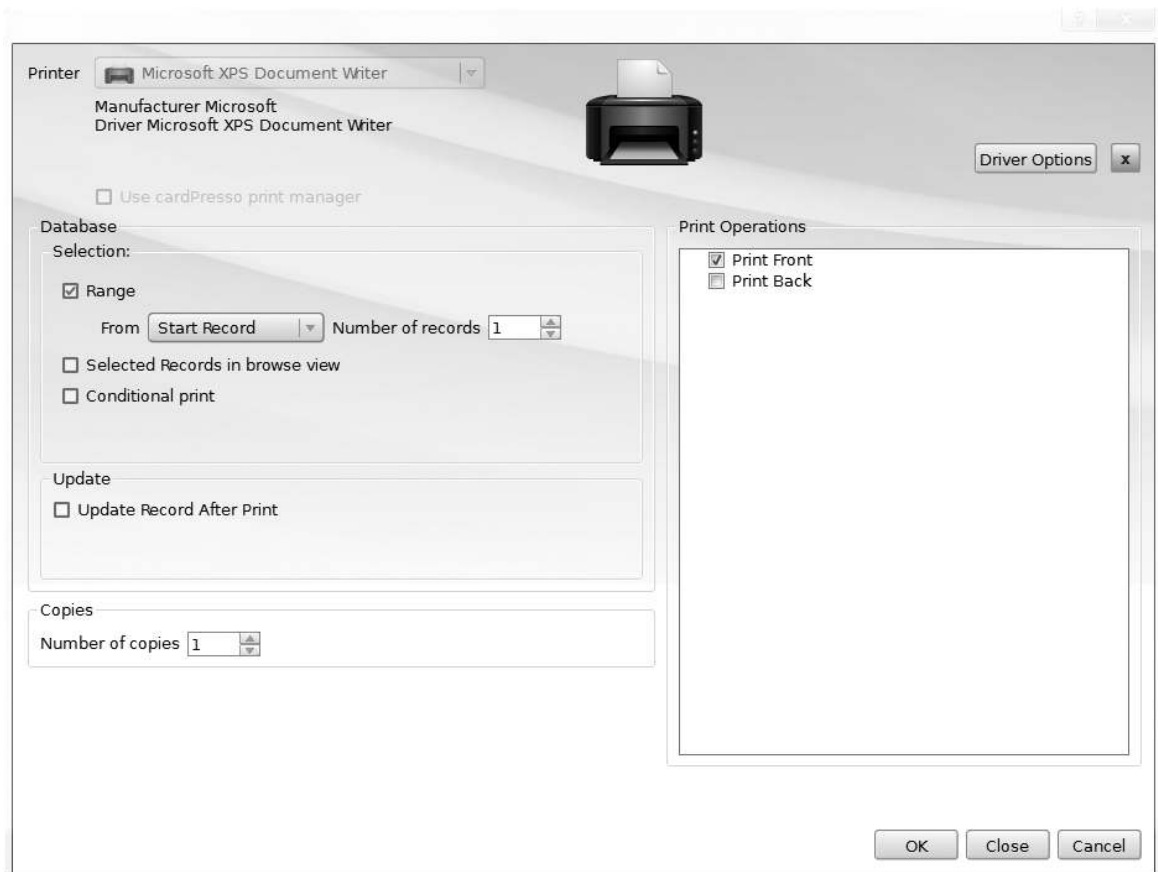 Printer Microsoft XPS Document Writer
Manufacturer Microsoft
Driver Microsoft XPS Document Writer
Driver Options x
Use cardPresso print manager
Database
Selection:
Range
From Start Record Number of records 1
Selected Records in browse view
Conditional print
Update
Update Record After Print
Copies
Number of copies 1
Print Operations
Print Front
Print Back
OK Close Cancel